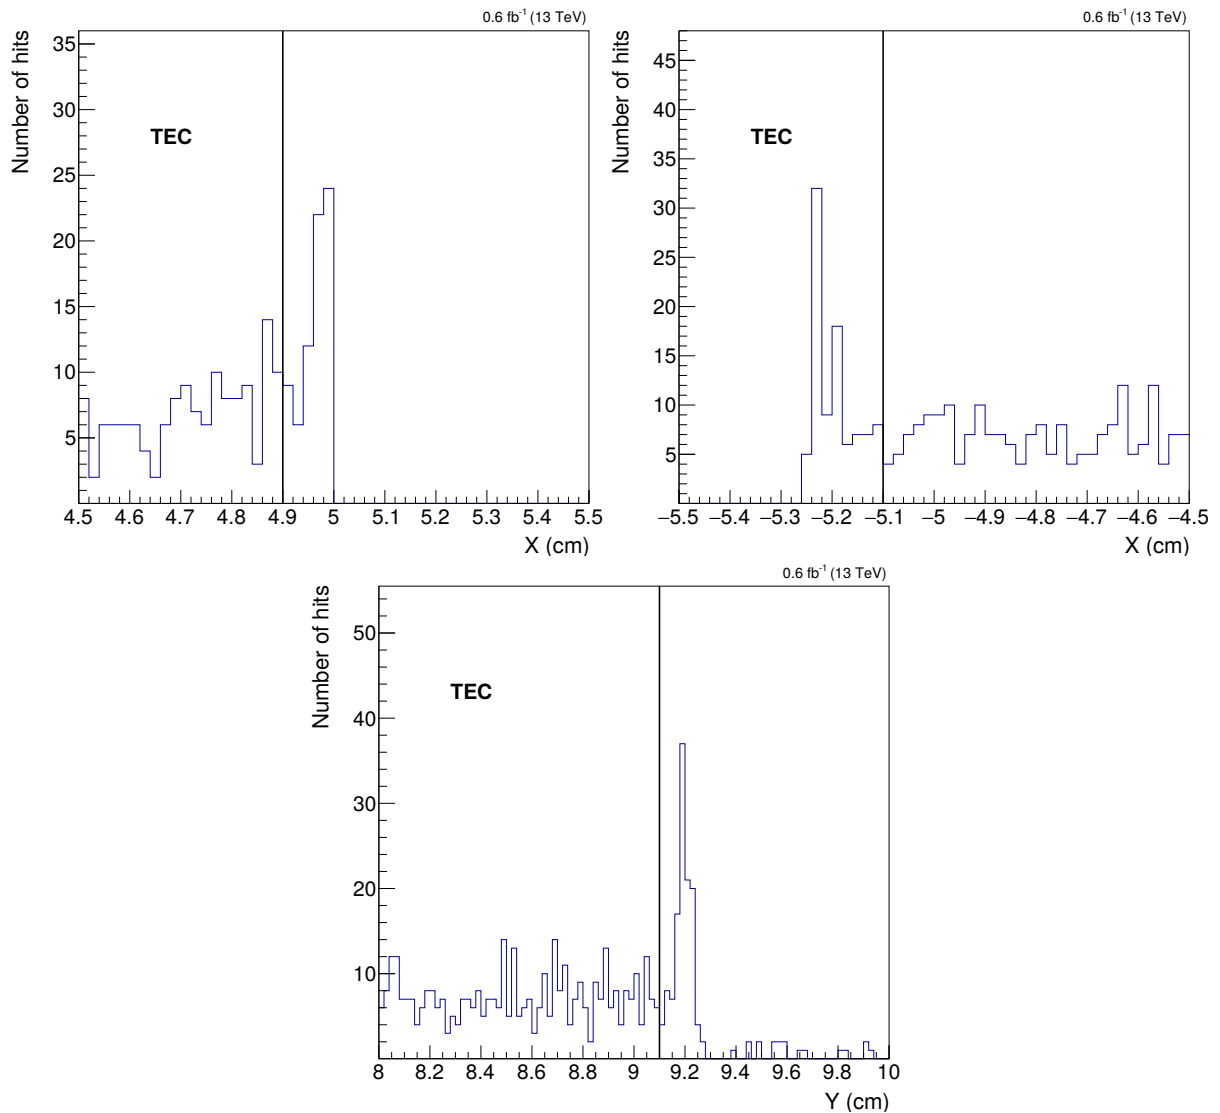 0.6 fb⁻¹ (13 TeV)
Number of hits
TEC
35
30
25
20
15
10
5
4.5 4.6 4.7 4.8 4.9 5 5.1 5.2 5.3 5.4 5.5
X (cm)
0.6 fb⁻¹ (13 TeV)
Number of hits
TEC
45
40
35
30
25
20
15
10
5
−5.5 −5.4 −5.3 −5.2 −5.1 −5 −4.9 −4.8 −4.7 −4.6 −4.5
X (cm)
0.6 fb⁻¹ (13 TeV)
Number of hits
TEC
50
40
30
20
10
8 8.2 8.4 8.6 8.8 9 9.2 9.4 9.6 9.8 10
Y (cm)